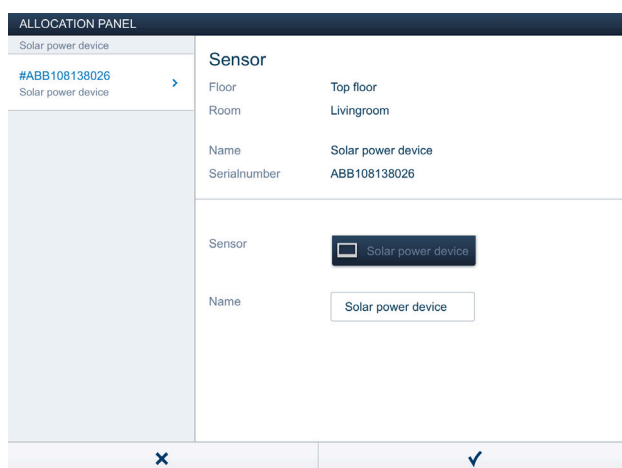 ALLOCATION PANEL
Solar power device
#ABB108138026
Solar power device
Sensor
Floor Top floor
Room Livingroom
Name Solar power device
Serialnumber ABB108138026
Sensor Solar power device
Name Solar power device